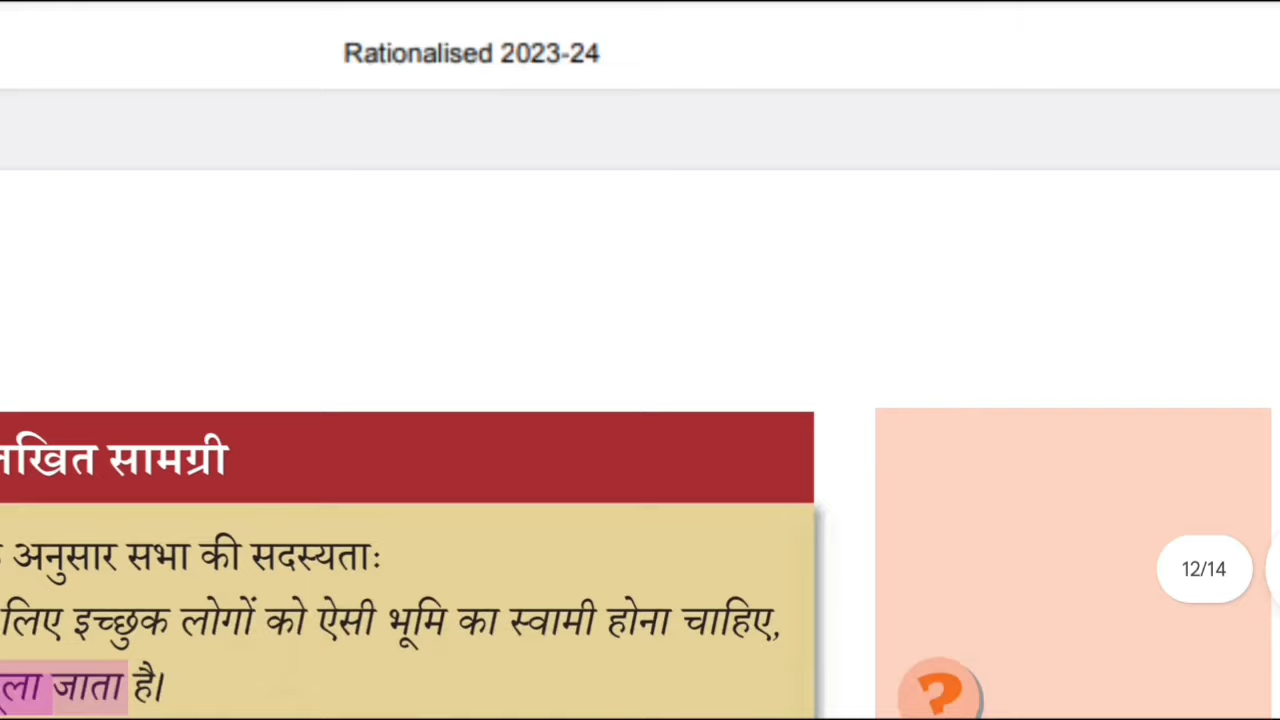 Rationalised 2023-24
सामग्री
अनुसार सभा की सदस्यताः
लिए इच्छुक लोगों को ऐसी भूमि का स्वामी होना चाहिए,
जाता है।
12/14
?